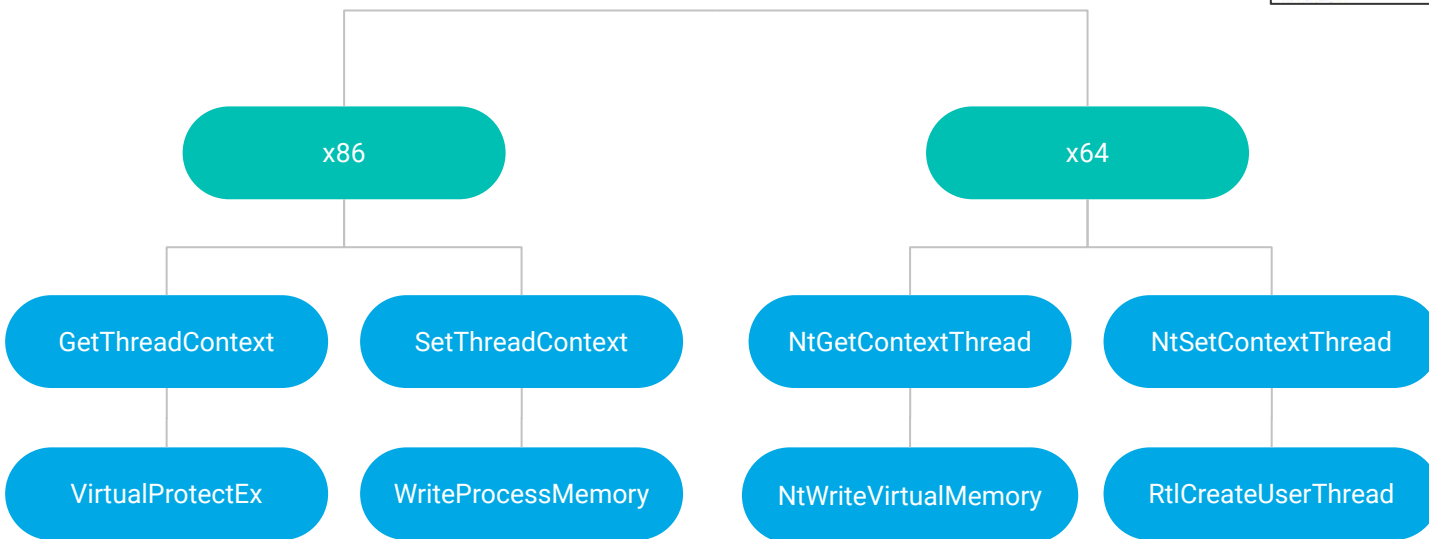 x86
x64
GetThreadContext
SetThreadContext
NtGetContextThread
NtSetContextThread
VirtualProtectEx
WriteProcessMemory
NtWriteVirtualMemory
RtlCreateUserThread